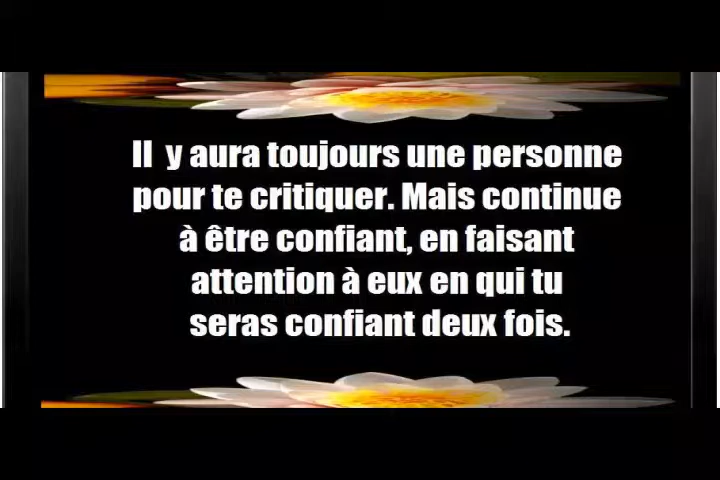 Il y aura toujours une personne
pour te critiquer. Mais continue
à être confiant, en faisant
attention à eux en qui tu
seras confiant deux fois.